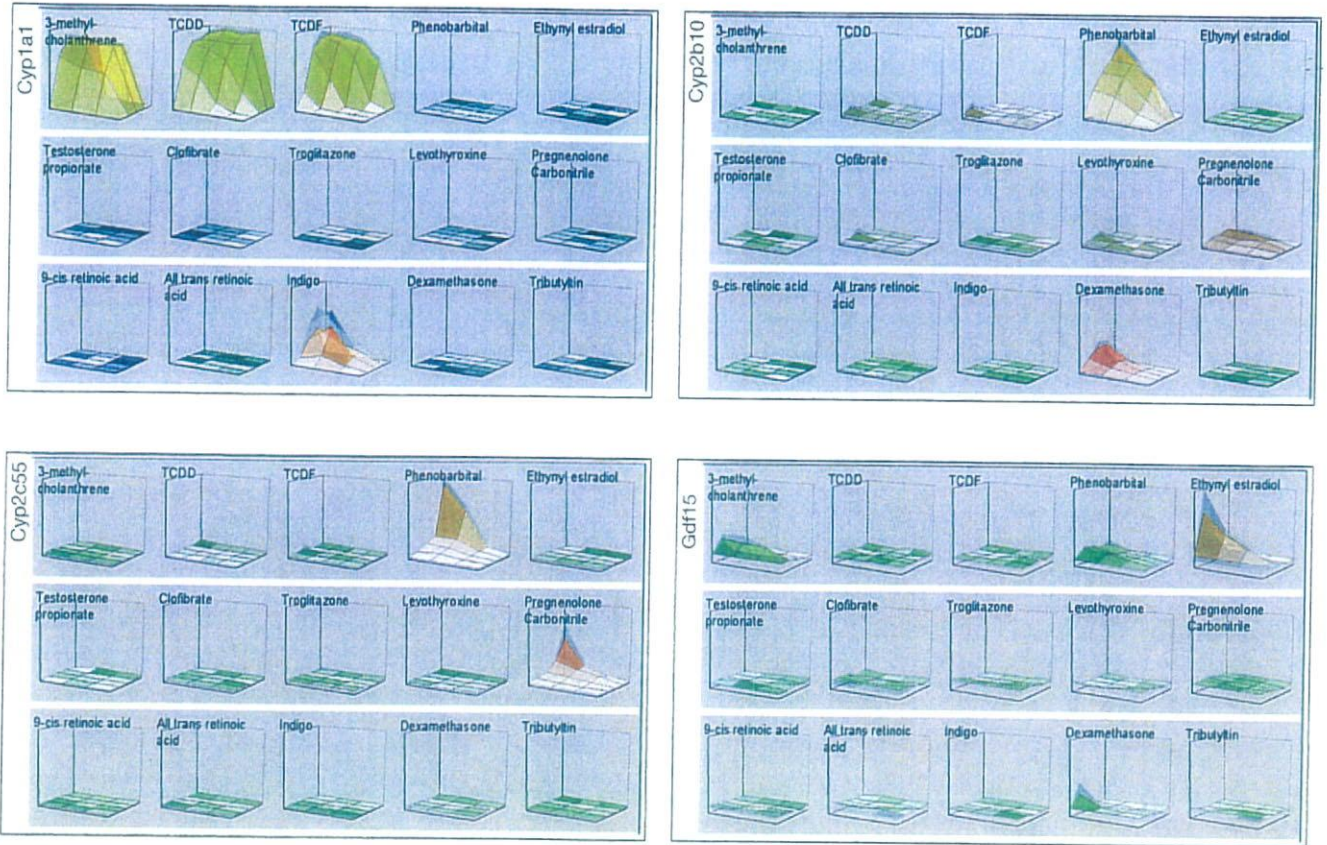 Cyp1a1
3-methyl-
cholanthrene
TCDD
TCDF
Phenobarbital
Ethynyl estradiol
Testosterone
propionate
Clofibrate
Troglitazone
Levothyroxine
Pregnenolone
Carbonitrile
9-cis retinoic acid
All trans retinoic
acid
Indigo
Dexamethasone
Tributyltin
Cyp2b10
3-methyl-
cholanthrene
TCDD
TCDF
Phenobarbital
Ethynyl estradiol
Testosterone
propionate
Clofibrate
Troglitazone
Levothyroxine
Pregnenolone
Carbonitrile
9-cis retinoic acid
All trans retinoic
acid
Indigo
Dexamethasone
Tributyltin
Cyp2c55
3-methyl-
cholanthrene
TCDD
TCDF
Phenobarbital
Ethynyl estradiol
Testosterone
propionate
Clofibrate
Troglitazone
Levothyroxine
Pregnenolone
Carbonitrile
9-cis retinoic acid
All trans retinoic
acid
Indigo
Dexamethasone
Tributyltin
Gdf15
3-methyl-
cholanthrene
TCDD
TCDF
Phenobarbital
Ethynyl estradiol
Testosterone
propionate
Clofibrate
Troglitazone
Levothyroxine
Pregnenolone
Carbonitrile
9-cis retinoic acid
All trans retinoic
acid
Indigo
Dexamethasone
Tributyltin